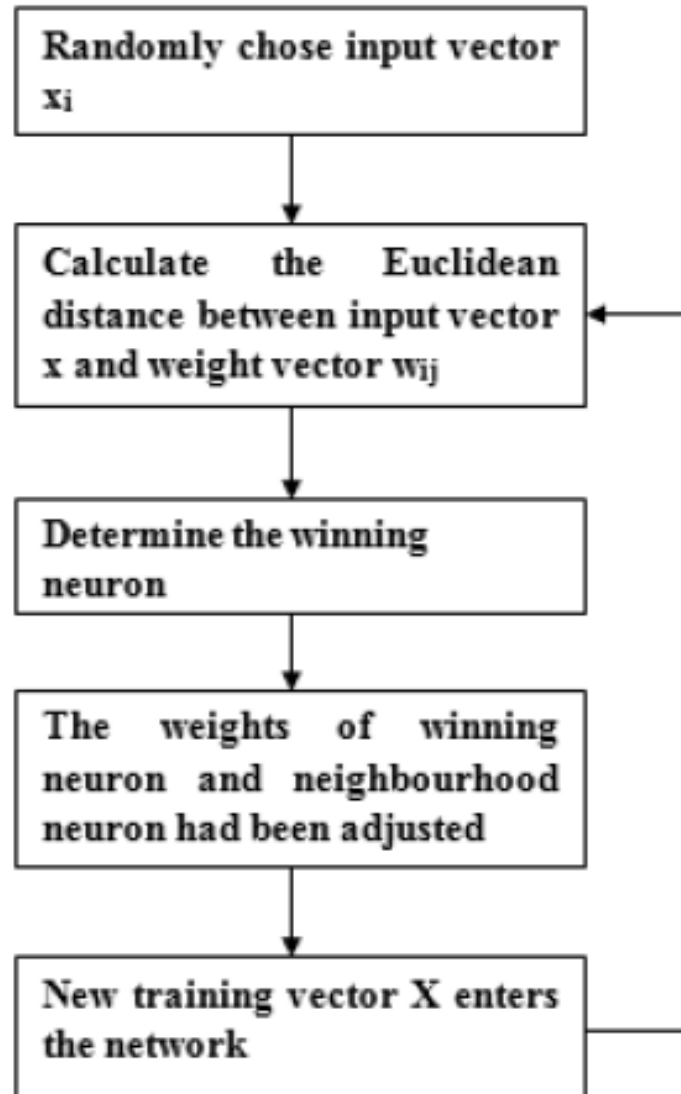 Randomly chose input vector
xi
Calculate the Euclidean
distance between input vector
x and weight vector wij
Determine the winning
neuron
The weights of winning
neuron and neighbourhood
neuron had been adjusted
New training vector X enters
the network